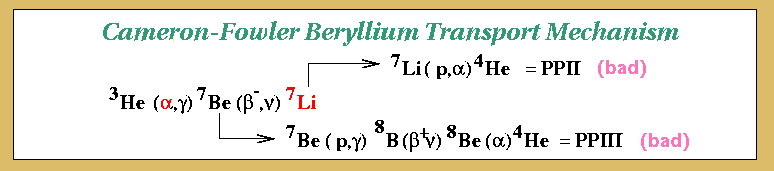 Cameron-Fowler Beryllium Transport Mechanism
⁷Li ( p,α) ⁴He = PPII (bad)
³He (α,γ) ⁷Be (β⁻,ν) ⁷Li
⁷Be ( p,γ) ⁸B (β⁺ν) ⁸Be (α) ⁴He = PPIII (bad)